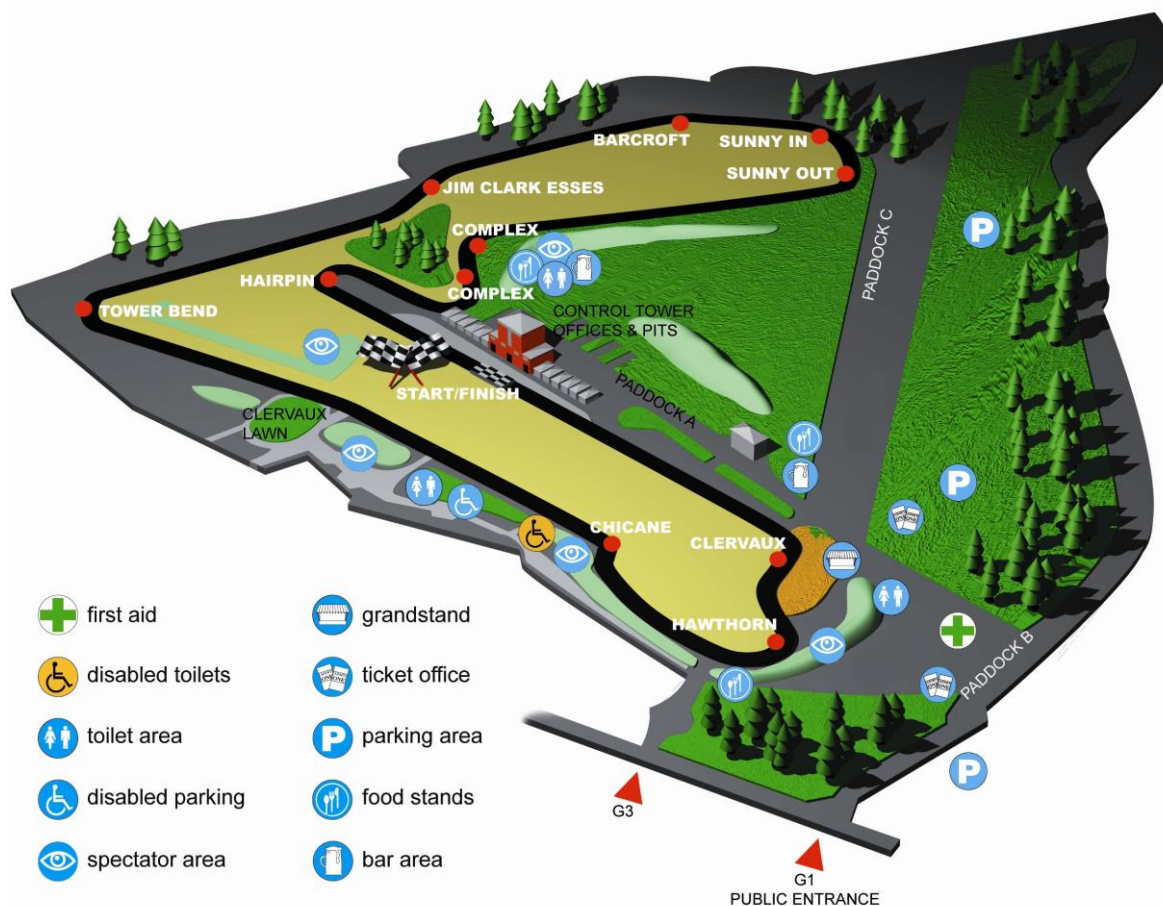 BARCROFT
SUNNY IN
SUNNY OUT
JIM CLARK ESSES
COMPLEX
HAIRPIN
COMPLEX
TOWER BEND
CONTROL TOWER
OFFICES & PITS
PADDOCK C
START/FINISH
PADDOCK A
CLERVAUX
LAWN
CHICANE
CLERVAUX
HAWTHORN
PADDOCK B
first aid
disabled toilets
toilet area
disabled parking
spectator area
grandstand
ticket office
P
parking area
food stands
bar area
P
P
P
G3
G1
PUBLIC ENTRANCE